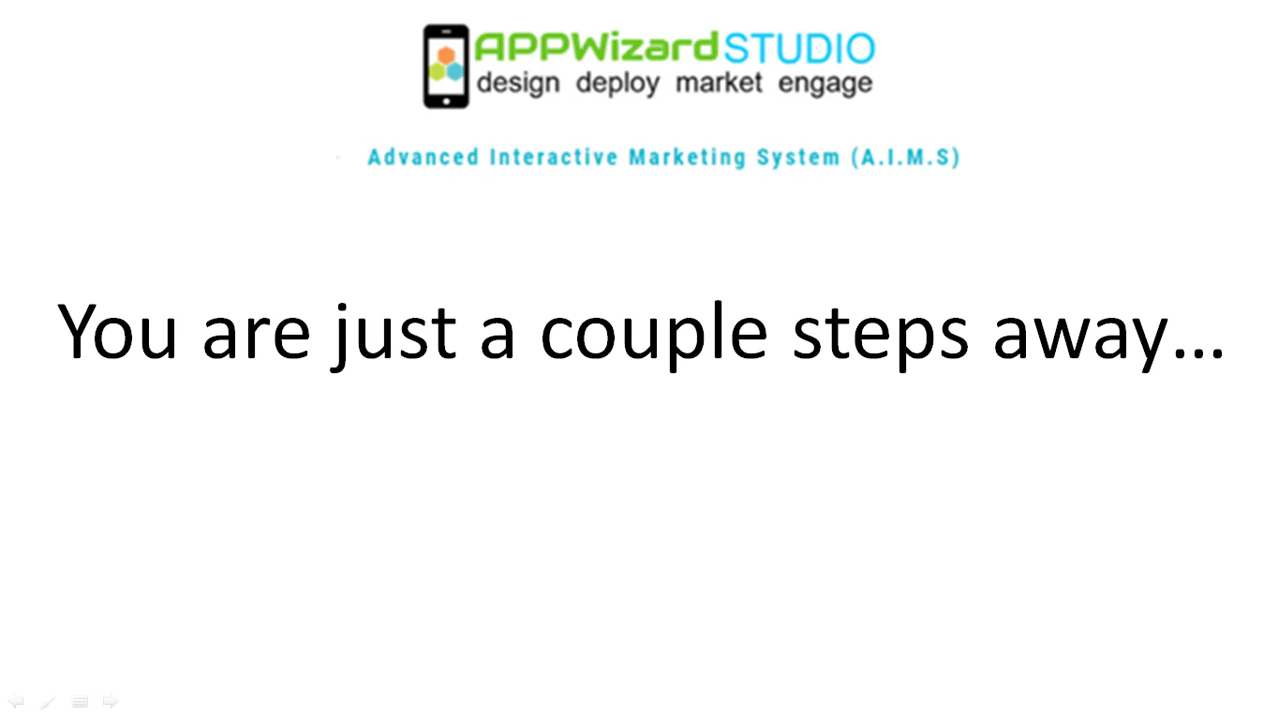 APPWizardSTUDIO
design deploy market engage
Advanced Interactive Marketing System (A.I.M.S)
You are just a couple steps away...